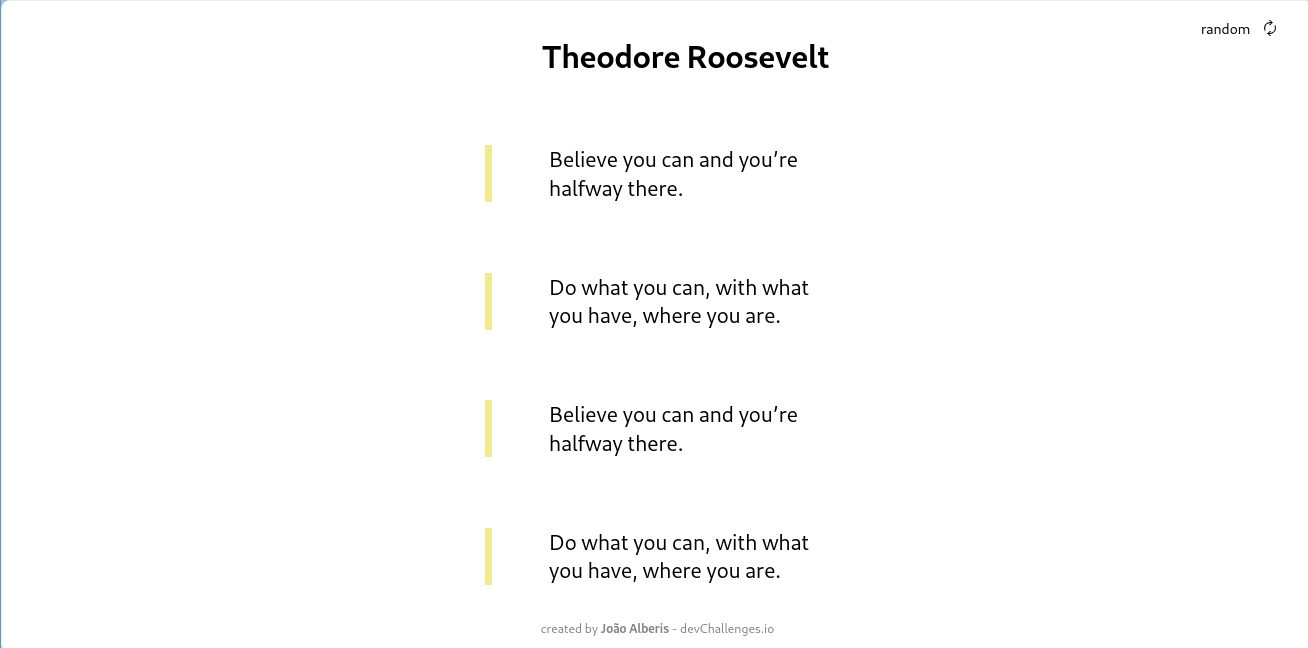 random
Theodore Roosevelt
Believe you can and you’re
halfway there.
Do what you can, with what
you have, where you are.
Believe you can and you’re
halfway there.
Do what you can, with what
you have, where you are.
created by João Alberis - devChallenges.io